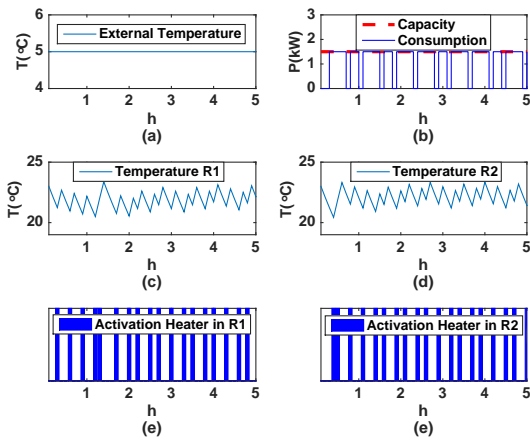 External Temperature
T(°C)
6
5
4
1 2 3 4 5
h
(a)
Capacity
Consumption
P(kW)
3
2
1
0
1 2 3 4 5
h
(b)
Temperature R1
T(°C)
25
20
1 2 3 4 5
h
(c)
Temperature R2
T(°C)
25
20
1 2 3 4 5
h
(d)
Activation Heater in R1
1 2 3 4 5
h
(e)
Activation Heater in R2
1 2 3 4 5
h
(e)